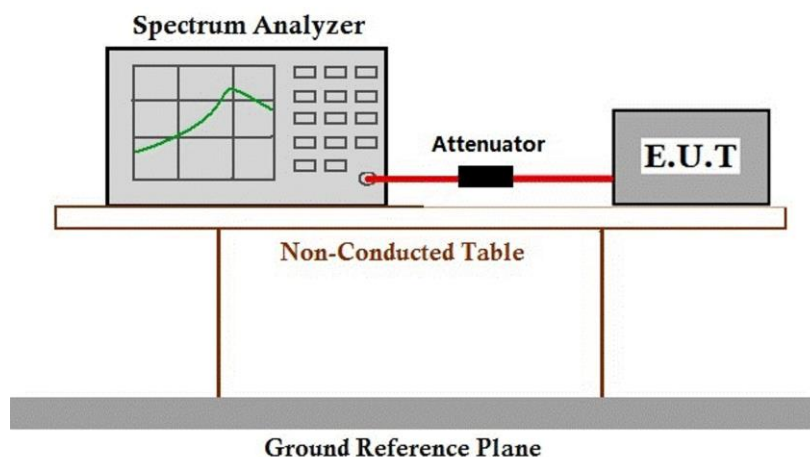 Spectrum Analyzer
Attenuator
E.U.T
Non-Conducted Table
Ground Reference Plane